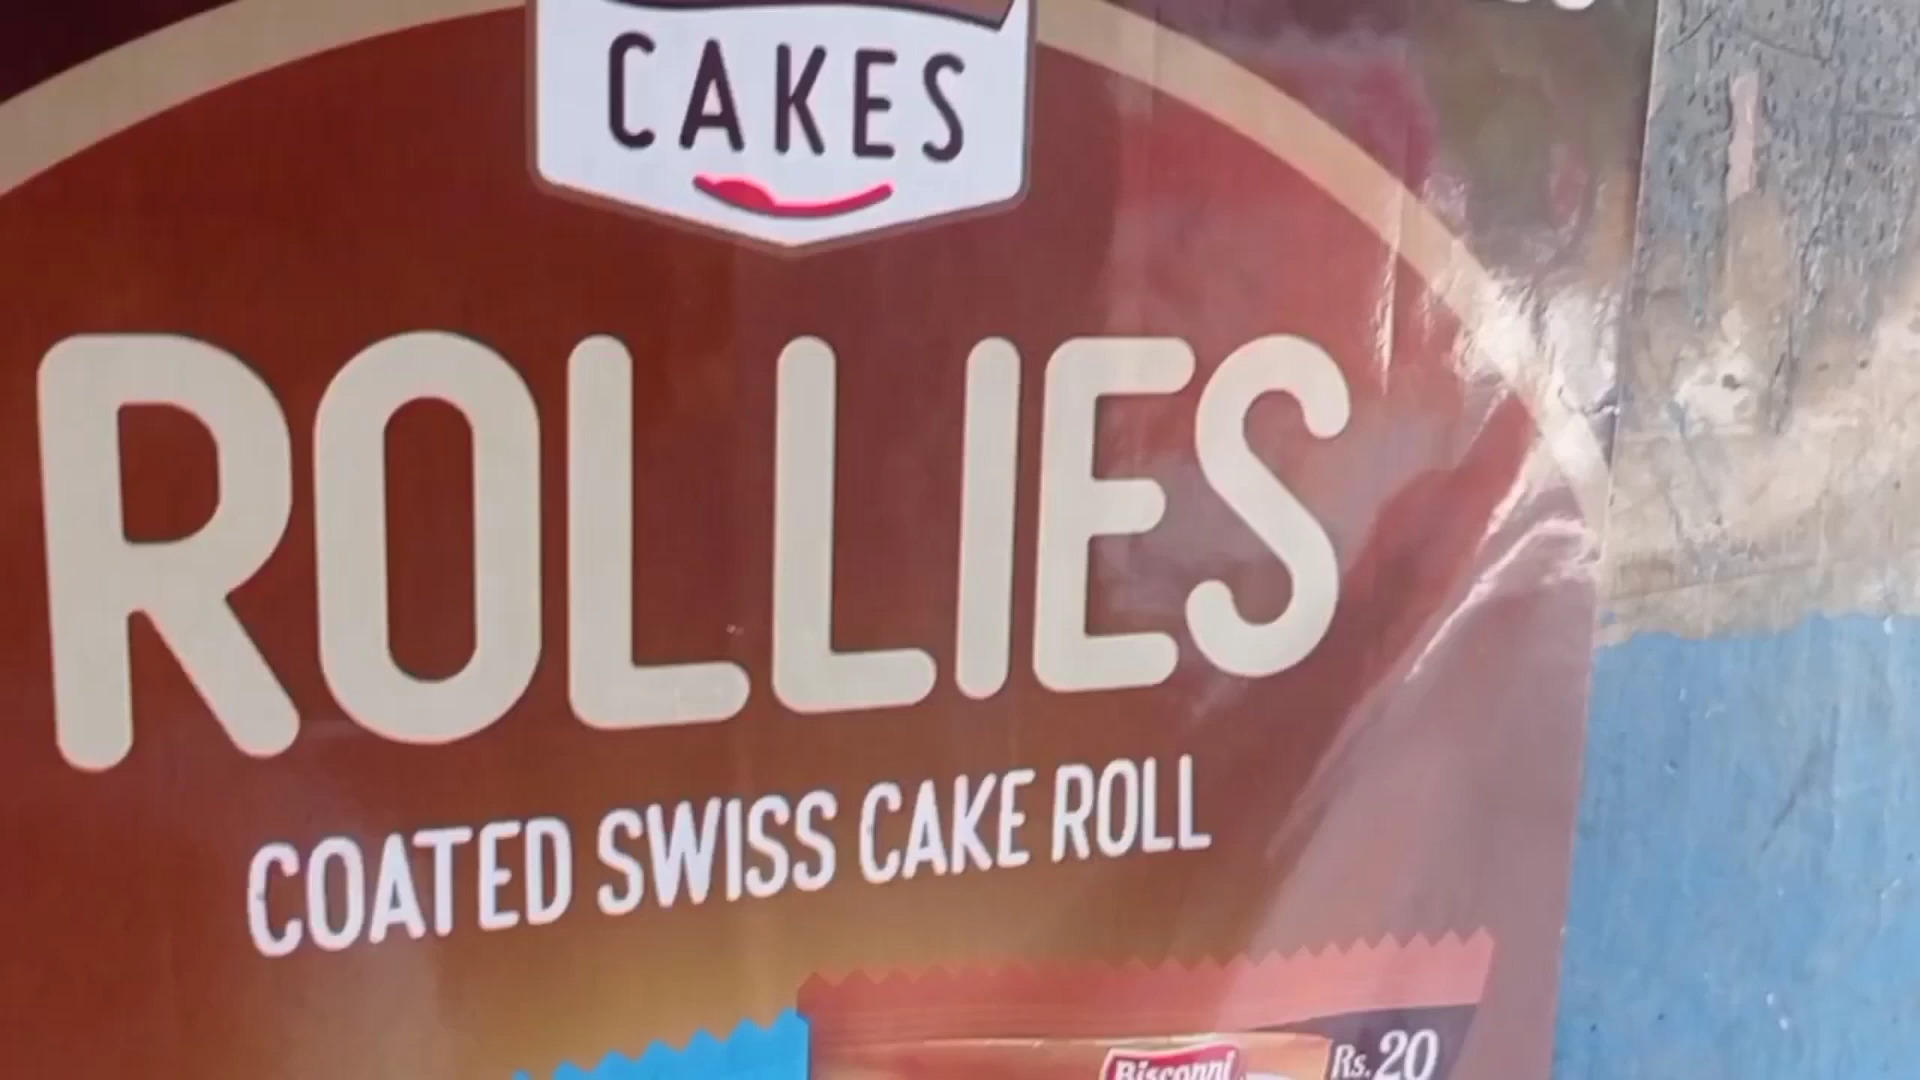 CAKES
ROLLIES
COATED SWISS CAKE ROLL
Rs.20
Bisconni